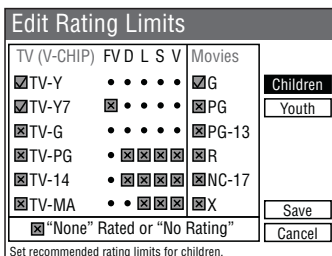 Edit Rating Limits
TV (V-CHIP) FV D L S V Movies
TV-Y G Children
TV-Y7 PG Youth
TV-G PG-13
TV-PG R
TV-14 NC-17
TV-MA X Save
"None" Rated or "No Rating" Cancel
Set recommended rating limits for children.